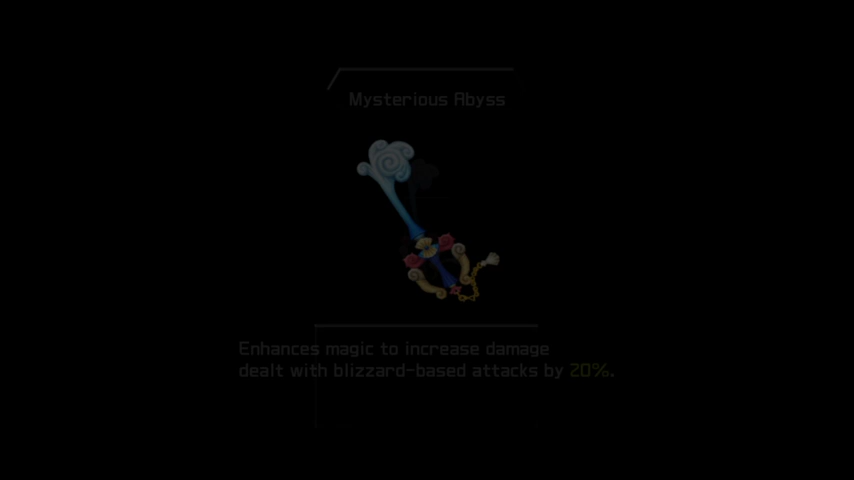 Mysterious Abyss
Enhances magic to increase damage
dealt with blizzard-based attacks by 20%.